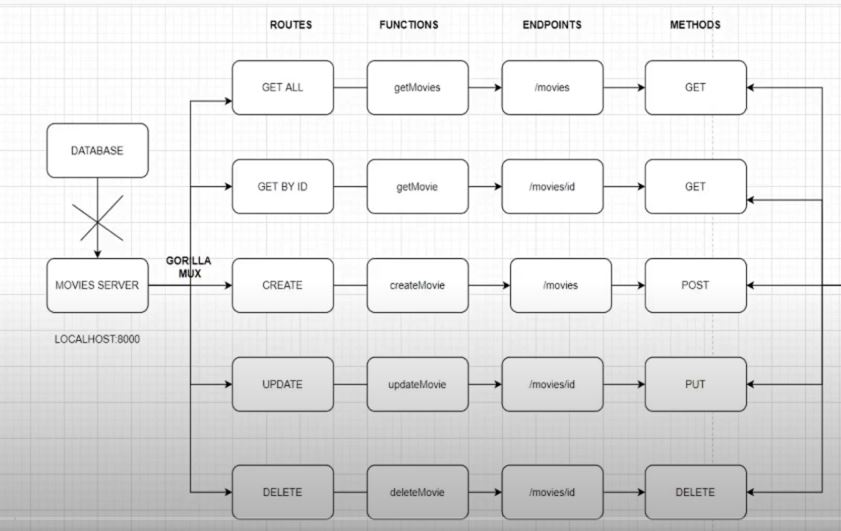 ROUTES FUNCTIONS ENDPOINTS METHODS
GET ALL getMovies /movies GET
DATABASE
GET BY ID getMovie /movies/id GET
GORILLA
MUX
MOVIES SERVER CREATE createMovie /movies POST
LOCALHOST:8000
UPDATE updateMovie /movies/id PUT
DELETE deleteMovie /movies/id DELETE